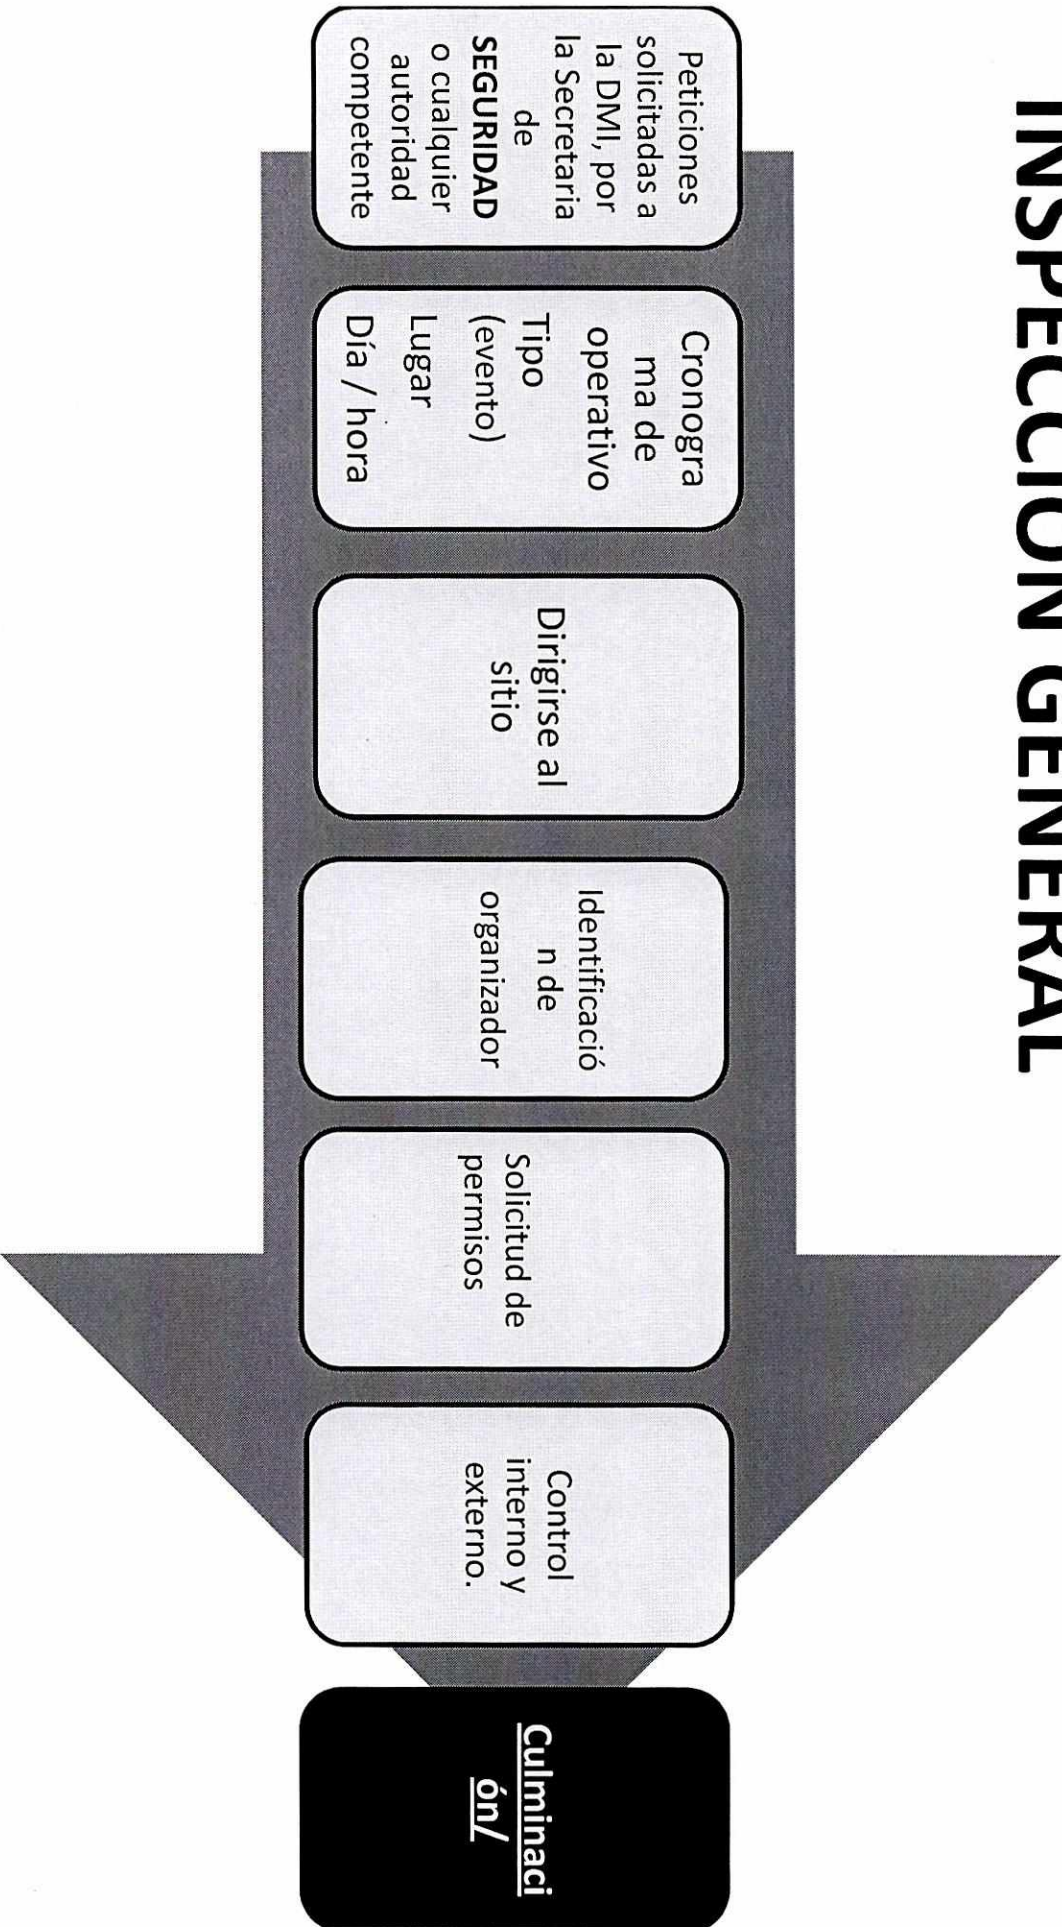 INSPECCIÓN GENERAL
Peticiones
solicitadas a
la DMI, por
la Secretaria
de
SEGURIDAD
o cualquier
autoridad
competente
Cronogra
ma de
operativo
Tipo
(evento)
Lugar
Día / hora
Dirigirse al
sitio
Identificació
n de
organizador
Solicitud de
permisos
Control
interno y
externo.
Culminaci
ón/